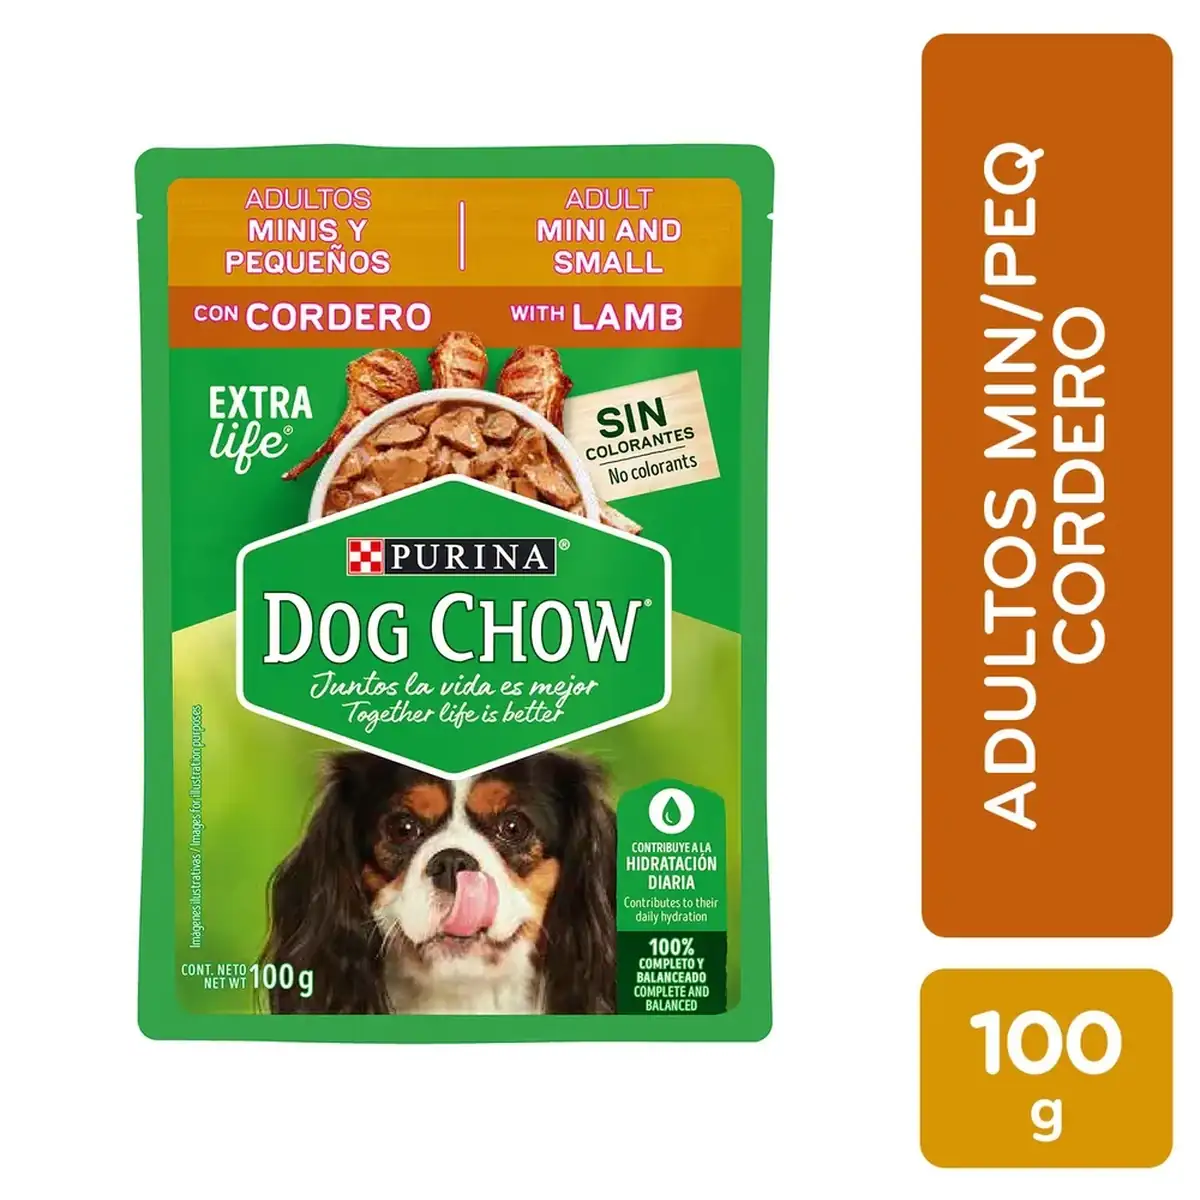 ADULTOS
MINIS Y
PEQUEÑOS
ADULT
MINI AND
SMALL
CON CORDERO
WITH LAMB
EXTRA
life®
SIN
COLORANTES
No colorants
PURINA®
DOG CHOW®
Juntos la vida es mejor
Together life is better
Imágenes ilustrativas / Images for illustration purposes
CONTRIBUYE A LA
HIDRATACIÓN
DIARIA
Contributes to their
daily hydration
100%
COMPLETO Y
BALANCEADO
COMPLETE AND
BALANCED
CONT. NETO
NET WT 100g
ADULTOS MIN/PEQ
CORDERO
100
g